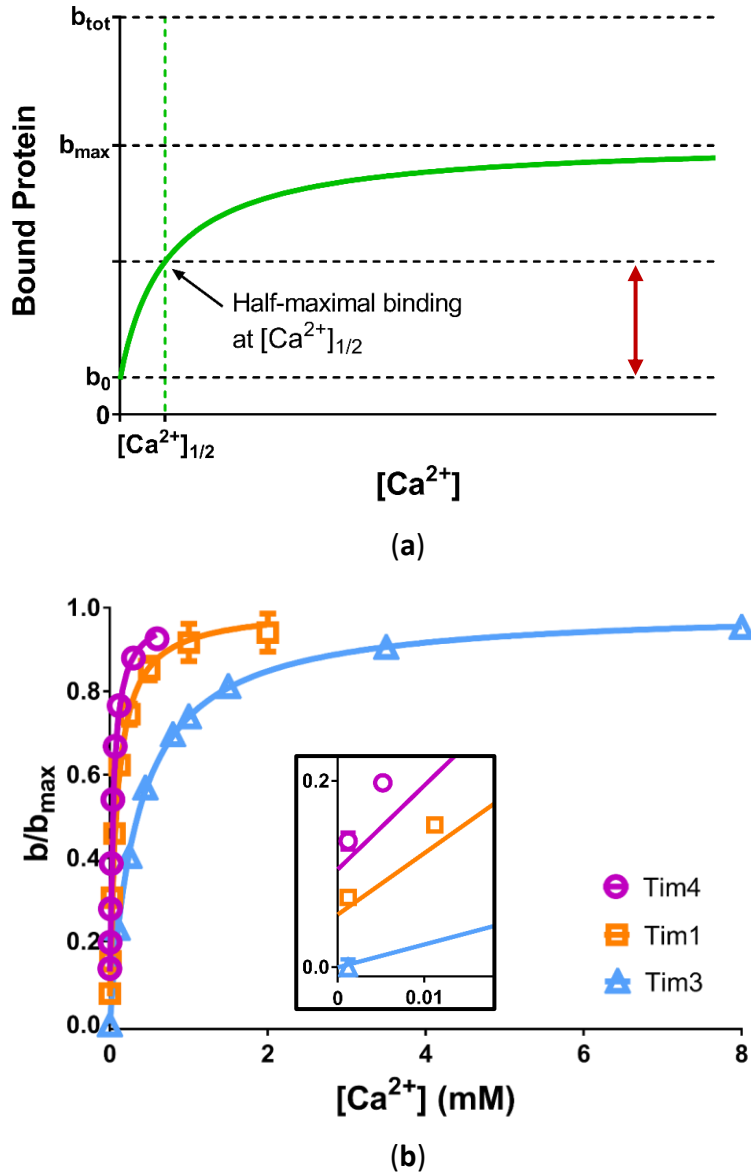 b_tot
b_max
Bound Protein
Half-maximal binding
at [Ca²⁺]₁/₂
b₀
0
[Ca²⁺]₁/₂
[Ca²⁺]
(a)
1.0
0.8
0.6
0.4
0.2
0.0
b/b_max
0.2
0.0
0
0.01
Tim4
Tim1
Tim3
0
2
4
6
8
[Ca²⁺] (mM)
(b)